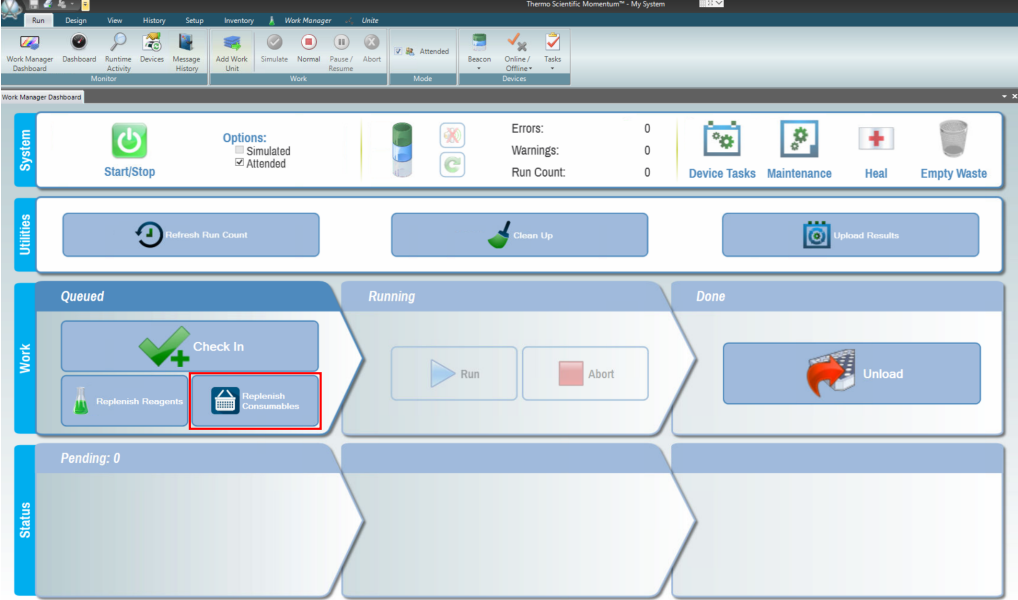 Thermo Scientific Momentum™ - My System
Run Design View History Setup Inventory Work Manager Unite
Work Manager Dashboard
Dashboard
Runtime Activity
Devices
Message History
Add Work Unit
Simulate
Normal
Pause / Resume
Abort
Attended
Beacon
Online / Offline
Tasks
Monitor
Work
Mode
Devices
Work Manager Dashboard
System
Start/Stop
Options:
Simulated
Attended
Errors: 0
Warnings: 0
Run Count: 0
Device Tasks
Maintenance
Heal
Empty Waste
Utilities
Refresh Run Count
Clean Up
Upload Results
Work
Queued
Running
Done
Check In
Replenish Reagents
Replenish
Consumables
Run
Abort
Unload
Status
Pending: 0